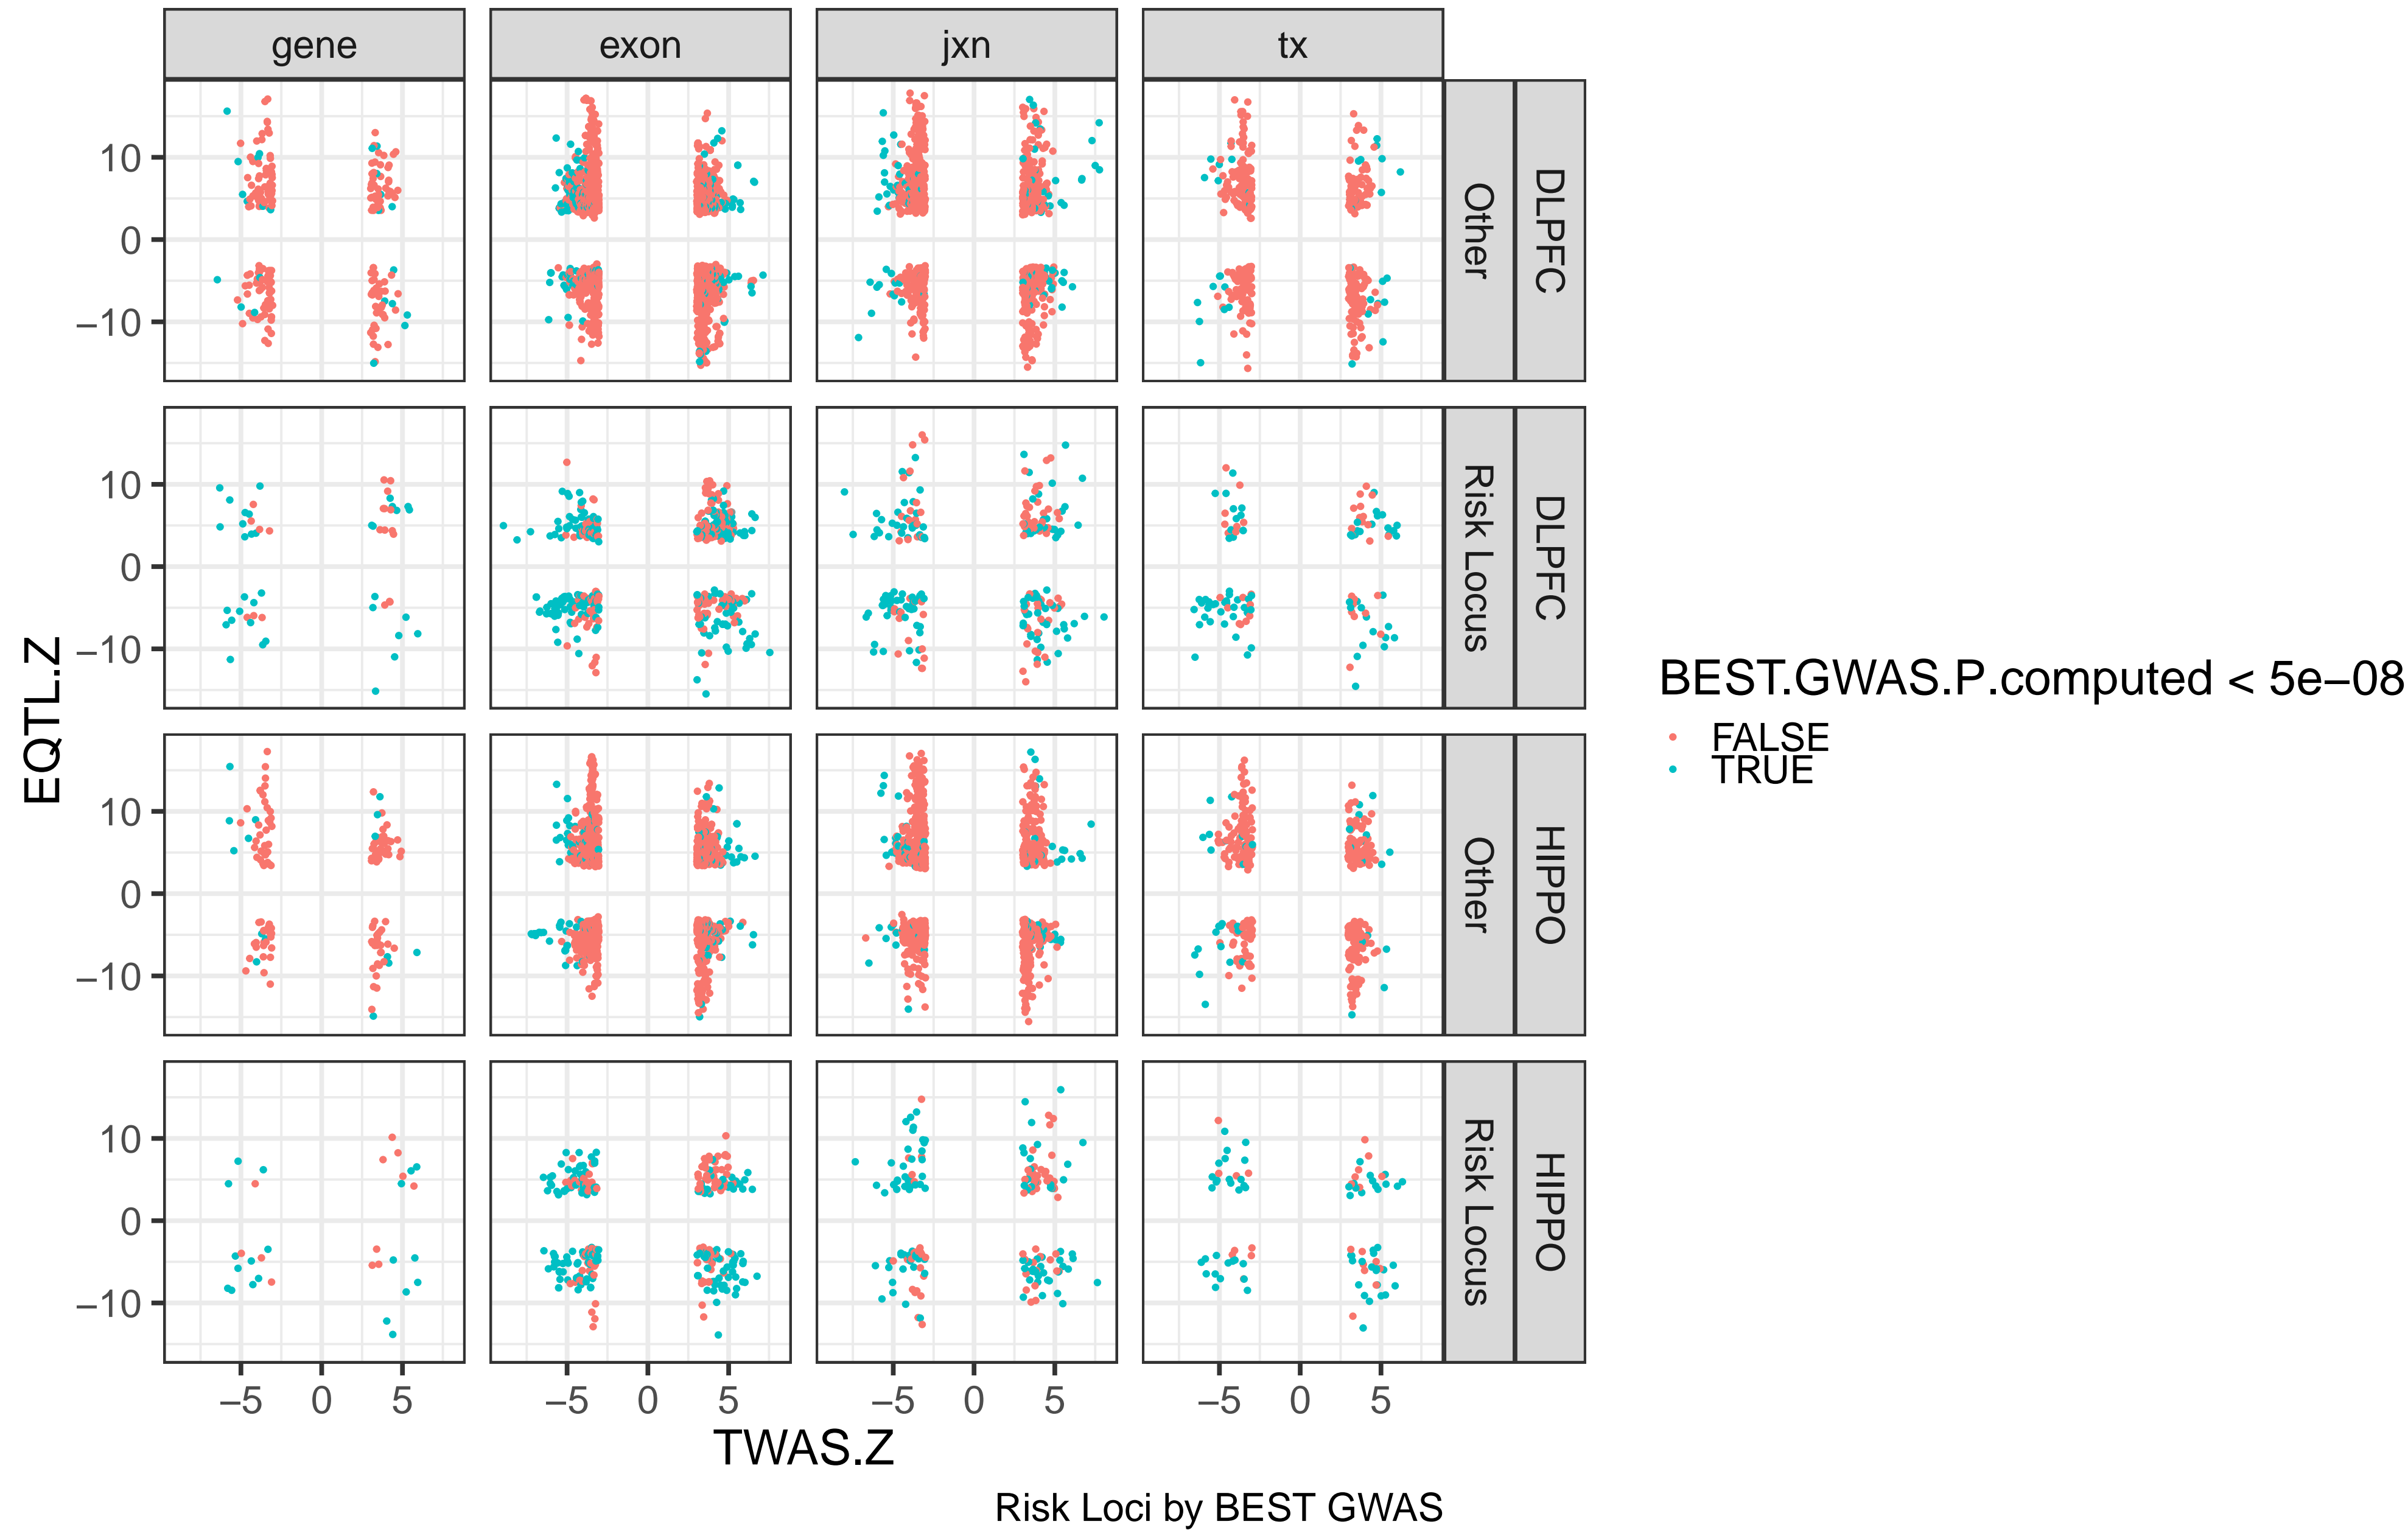 gene exon jxn tx
10
0
−10
Other DLPFC
10
0
−10
Risk Locus DLPFC
10
0
−10
Other HIPPO
10
0
−10
Risk Locus HIPPO
EQTL.Z
−5 0 5 −5 0 5 −5 0 5 −5 0 5
TWAS.Z
Risk Loci by BEST GWAS
BEST.GWAS.P.computed < 5e−08
FALSE
TRUE